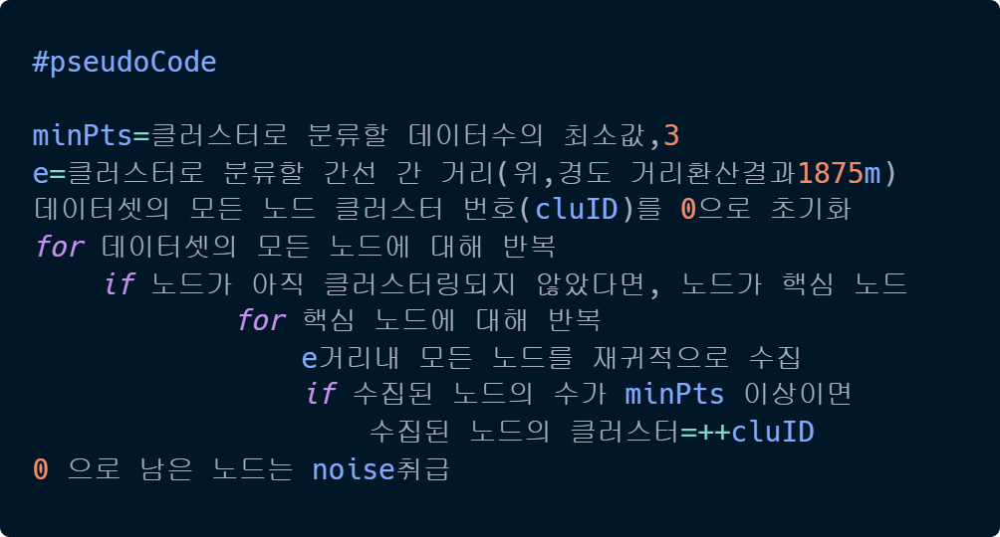 #pseudoCode
minPts=클러스터로 분류할 데이터수의 최소값,3
e=클러스터로 분류할 간선 간 거리(위,경도 거리환산결과1875m)
데이터셋의 모든 노드 클러스터 번호(cluID)를 0으로 초기화
for 데이터셋의 모든 노드에 대해 반복
if 노드가 아직 클러스터링되지 않았다면, 노드가 핵심 노드
for 핵심 노드에 대해 반복
e거리내 모든 노드를 재귀적으로 수집
if 수집된 노드의 수가 minPts 이상이면
수집된 노드의 클러스터=++cluID
0 으로 남은 노드는 noise취급